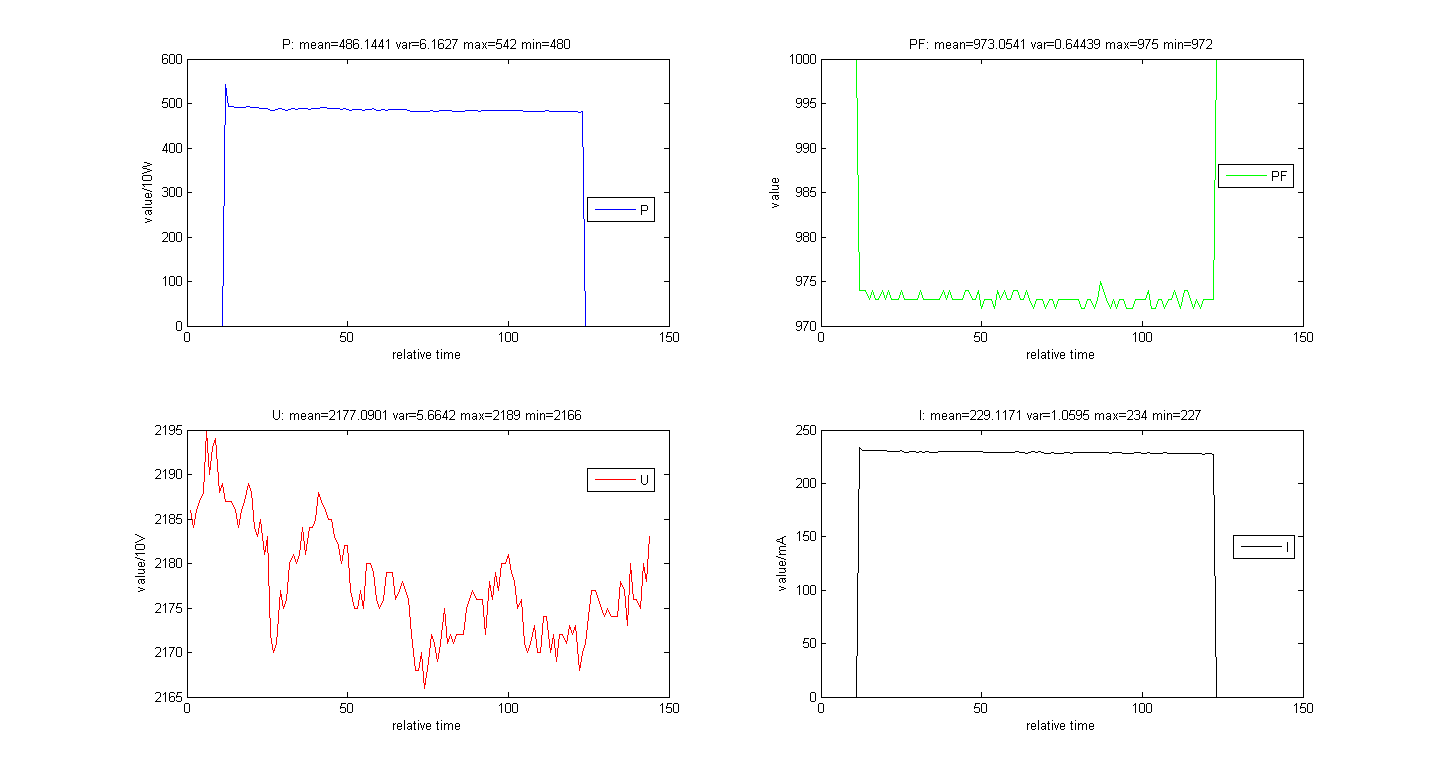 P: mean=486.1441 var=6.1627 max=542 min=480
600
500
400
300
200
100
0
value/10W
0
50
100
150
relative time
P
PF: mean=973.0541 var=0.64439 max=975 min=972
1000
995
990
985
980
975
970
value
0
50
100
150
relative time
PF
U: mean=2177.0901 var=5.6642 max=2189 min=2166
2195
2190
2185
2180
2175
2170
2165
value/10V
0
50
100
150
relative time
U
I: mean=229.1171 var=1.0595 max=234 min=227
250
200
150
100
50
0
value/mA
0
50
100
150
relative time
I